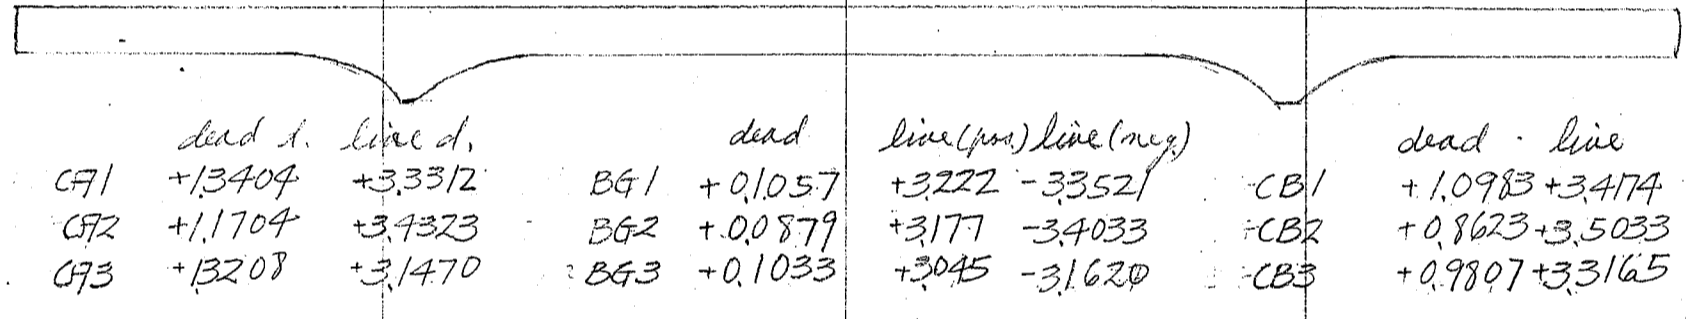 dead d. live d. dead live (pos.) live (neg.) dead live
CA1 +1.3404 +3.3312 BG1 +0.1057 +3.222 -3.3521 CB1 +1.0983 +3.4174
CA2 +1.1704 +3.4323 BG2 +0.0879 +3.177 -3.4033 CB2 +0.8623 +3.5033
CA3 +1.3208 +3.1470 BG3 +0.1033 +3.045 -3.1620 CB3 +0.9807 +3.3165